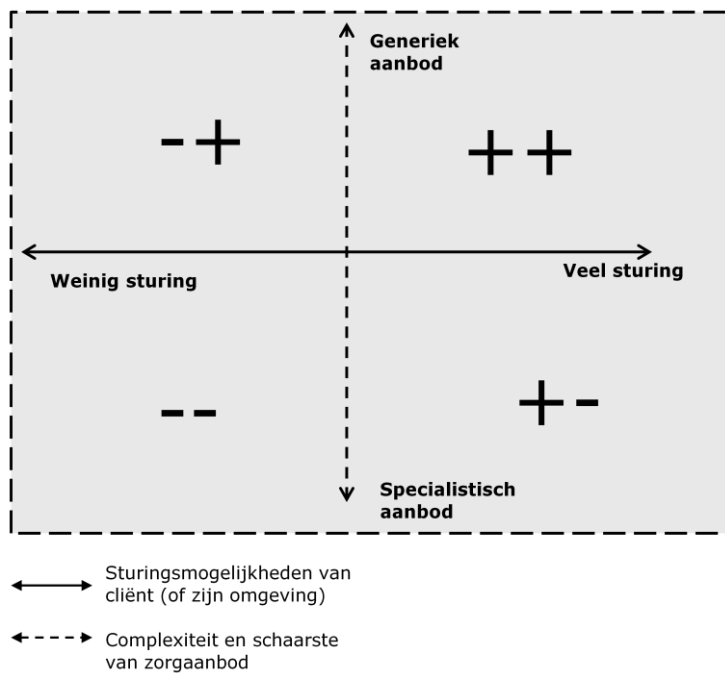 Generiek
aanbod
-+
++
Weinig sturing
Veel sturing
--
+-
Specialistisch
aanbod
Sturingsmogelijkheden van
cliënt (of zijn omgeving)
Complexiteit en schaarste
van zorgaanbod